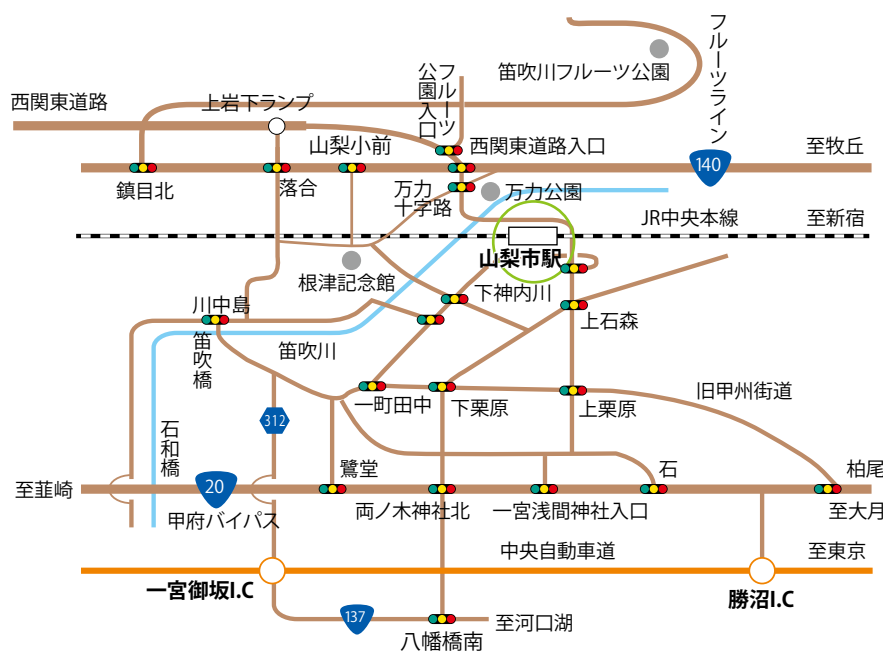 フルーツライン
笛吹川フルーツ公園
西関東道路
上岩下ランプ
フルーツ
公園入口
山梨小前
西関東道路入口
140
至牧丘
鎮目北
落合
万力
十字路
万力公園
JR中央本線
至新宿
山梨市駅
根津記念館
下神内川
川中島
上石森
笛吹橋
笛吹川
一町田中
下栗原
上栗原
旧甲州街道
312
石和橋
鷺堂
石
柏尾
至韮崎
20
甲府バイパス
両ノ木神社北
一宮浅間神社入口
至大月
中央自動車道
至東京
一宮御坂I.C
勝沼I.C
137
八幡橋南
至河口湖